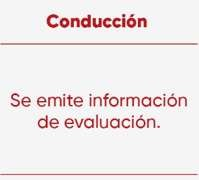 Conducción
Se emite información
de evaluación.